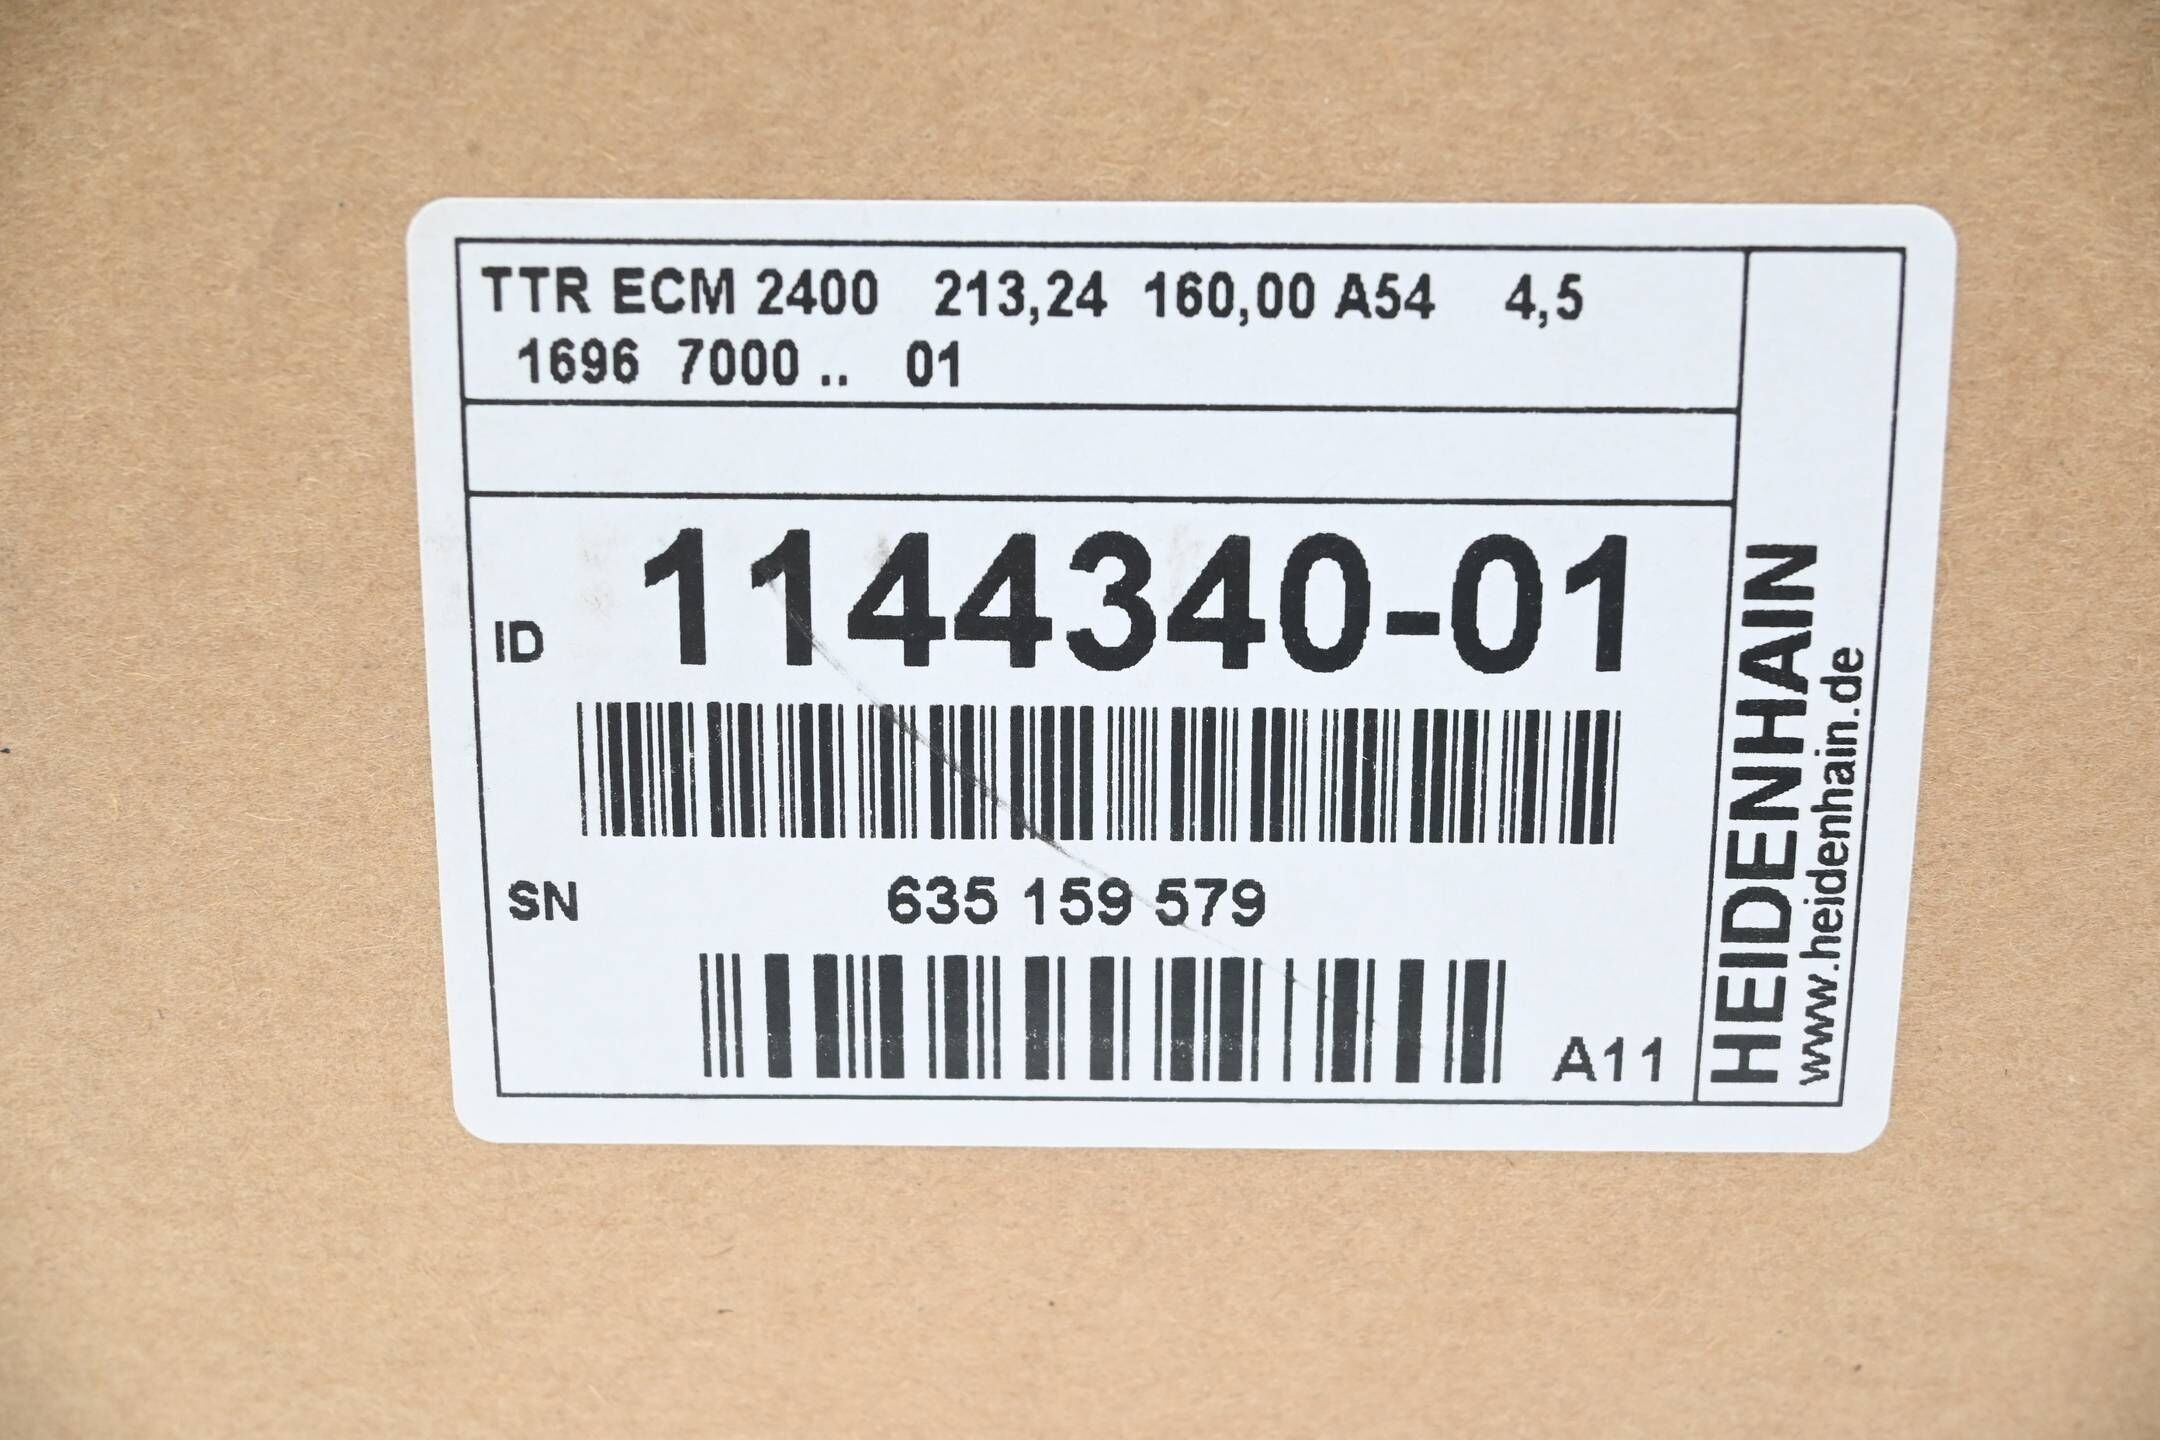 TTR ECM 2400 213,24 160,00 A54 4,5
1696 7000 .. 01
ID 1144340-01
SN 635 159 579
A11
HEIDENHAIN
www.heidenhain.de